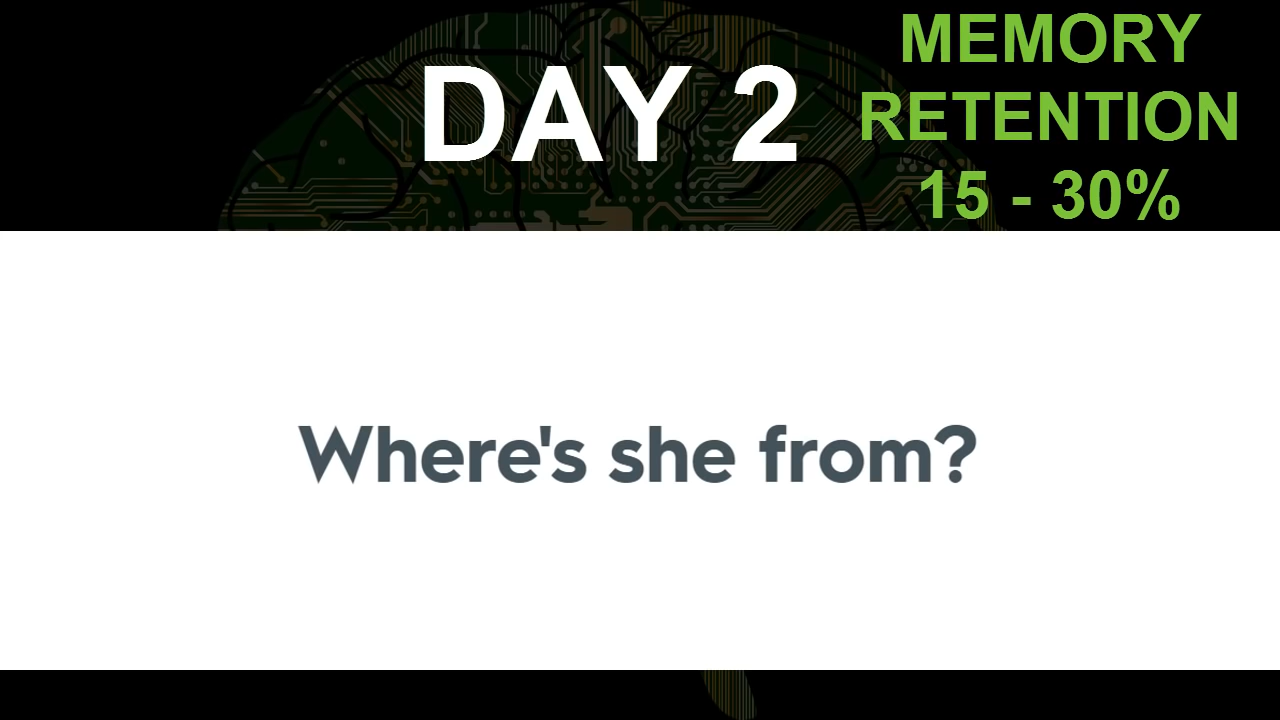 DAY 2
MEMORY
RETENTION
15 - 30%
Where's she from?